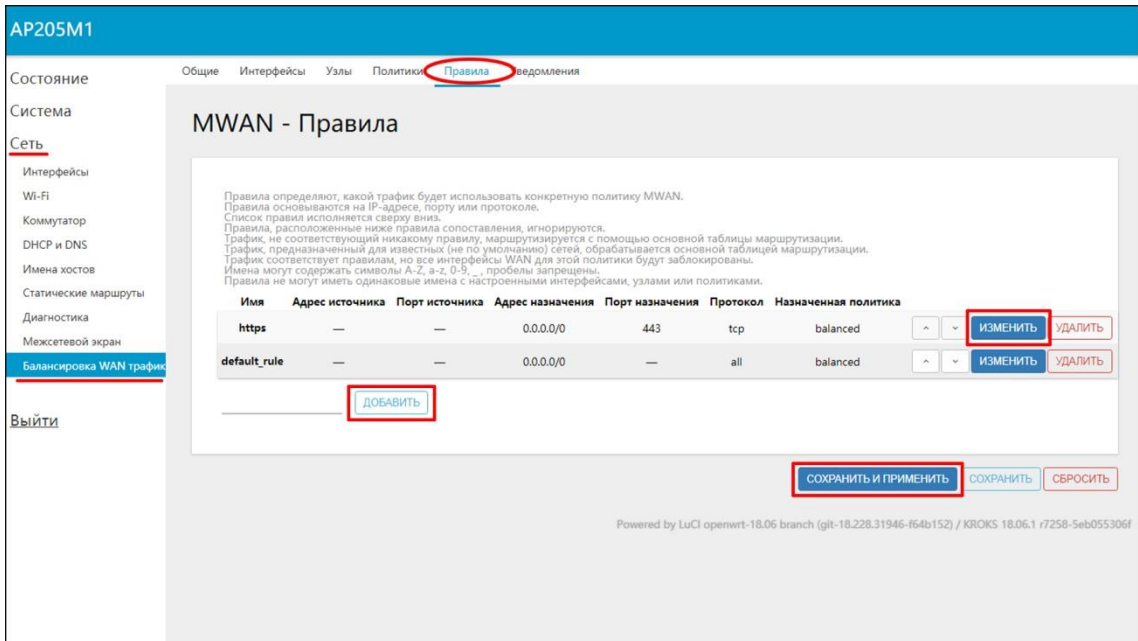 AP205M1
Состояние
Система
Сеть
Интерфейсы
Wi-Fi
Коммутатор
DHCP и DNS
Имена хостов
Статические маршруты
Диагностика
Межсетевой экран
Балансировка WAN трафик
Выйти
Общие Интерфейсы Узлы Политики Правила ведомления
MWAN - Правила
Правила определяют, какой трафик будет использовать конкретную политику MWAN.
Правила основываются на IP-адресе, порту или протоколе.
Список правил исполняется сверху вниз.
Правила, расположенные ниже правила сопоставления, игнорируются.
Трафик, не соответствующий никакому правилу, маршрутизируется с помощью основной таблицы маршрутизации.
Трафик, предназначенный для известных (не по умолчанию) сетей, обрабатывается основной таблицей маршрутизации.
Трафик соответствует правилам, но все интерфейсы WAN для этой политики будут заблокированы.
Имена могут содержать символы A-Z, a-z, 0-9, _ , пробелы запрещены.
Правила не могут иметь одинаковые имена с настроенными интерфейсами, узлами или политиками.
Имя Адрес источника Порт источника Адрес назначения Порт назначения Протокол Назначенная политика
https — — 0.0.0.0/0 443 tcp balanced ИЗМЕНИТЬ УДАЛИТЬ
default_rule — — 0.0.0.0/0 — all balanced ИЗМЕНИТЬ УДАЛИТЬ
ДОБАВИТЬ
СОХРАНИТЬ И ПРИМЕНИТЬ СОХРАНИТЬ СБРОСИТЬ
Powered by LuCI openwrt-18.06 branch (git-18.228.31946-f64b152) / KROKS 18.06.1 r7258-5eb055306f